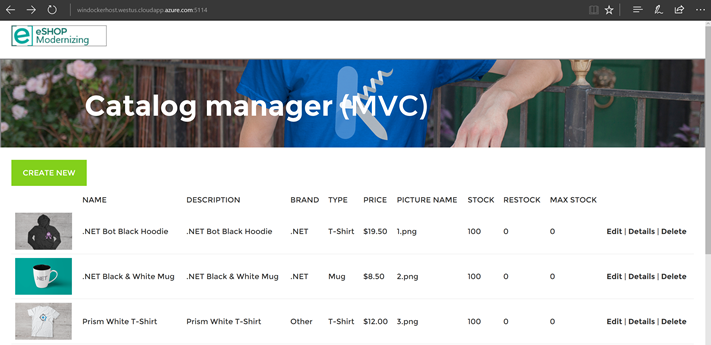 windockerhost.westus.cloudapp.azure.com:5114
eSHOP
Modernizing
Catalog manager (MVC)
CREATE NEW
NAME DESCRIPTION BRAND TYPE PRICE PICTURE NAME STOCK RESTOCK MAX STOCK
.NET Bot Black Hoodie .NET Bot Black Hoodie .NET T-Shirt $19.50 1.png 100 0 0 Edit | Details | Delete
.NET
.NET Black & White Mug .NET Black & White Mug .NET Mug $8.50 2.png 100 0 0 Edit | Details | Delete
Prism White T-Shirt Prism White T-Shirt Other T-Shirt $12.00 3.png 100 0 0 Edit | Details | Delete